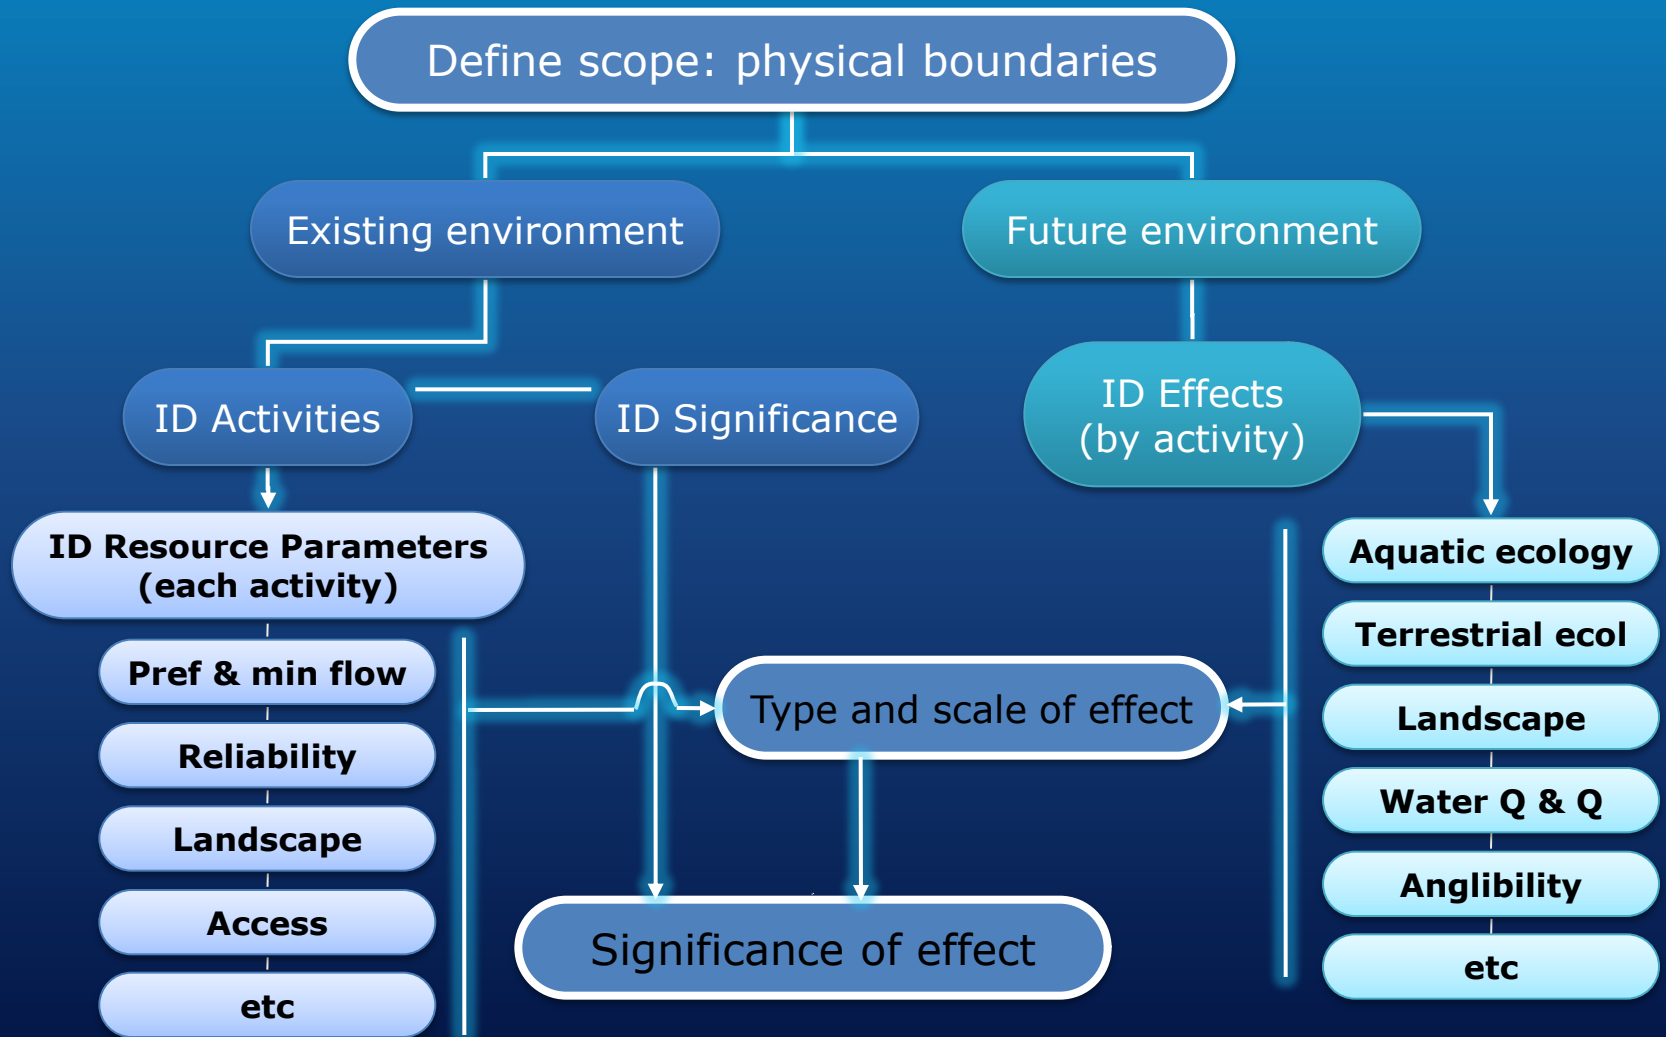 Define scope: physical boundaries
Existing environment
Future environment
ID Activities
ID Significance
ID Effects
(by activity)
ID Resource Parameters
(each activity)
Pref & min flow
Reliability
Landscape
Access
etc
Type and scale of effect
Significance of effect
Aquatic ecology
Terrestrial ecol
Landscape
Water Q & Q
Anglibility
etc